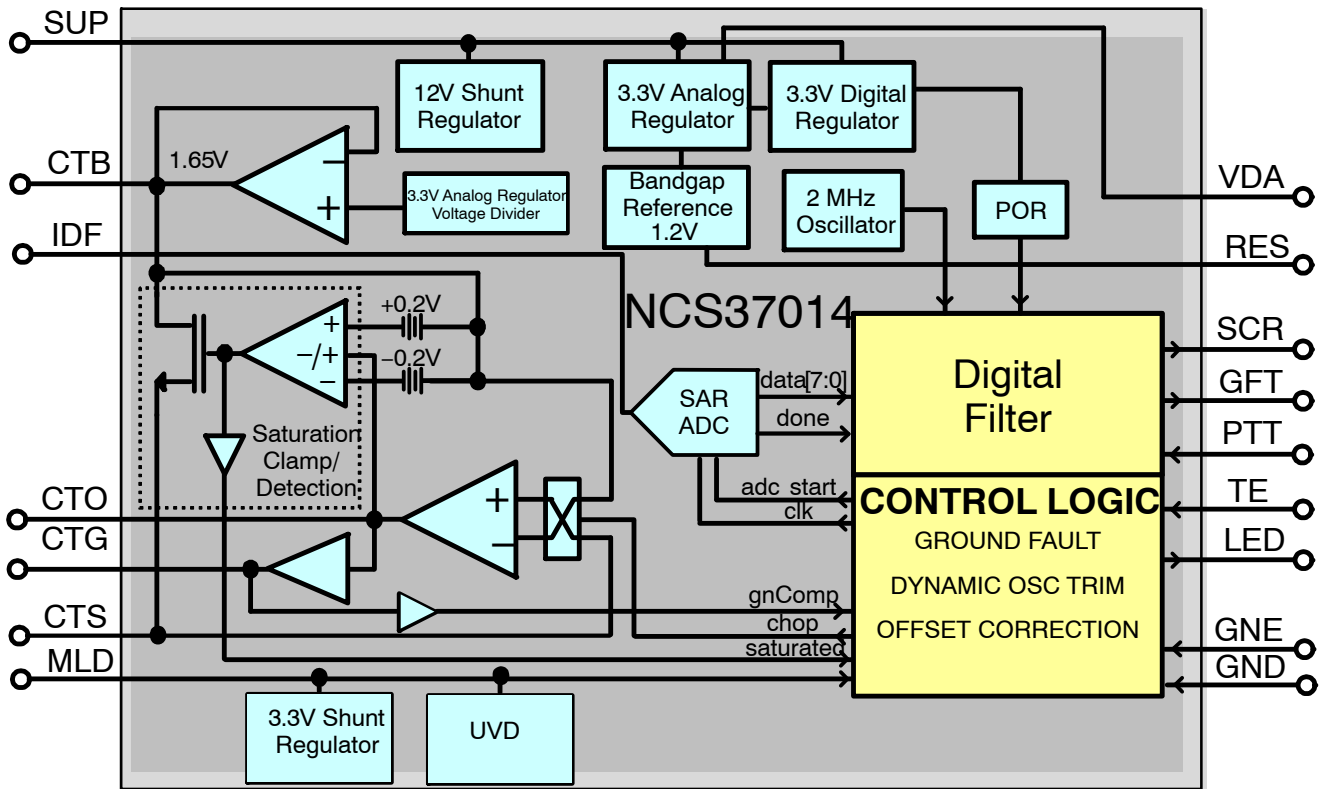 SUP
12V Shunt
Regulator
3.3V Analog
Regulator
3.3V Digital
Regulator
CTB
1.65V
−
+
3.3V Analog Regulator
Voltage Divider
Bandgap
Reference
1.2V
2 MHz
Oscillator
POR
VDA
IDF
RES
NCS37014
+0.2V
+
−/+
−0.2V
−
Saturation
Clamp/
Detection
SAR
ADC
data[7:0]
done
adc_start
clk
Digital
Filter
SCR
GFT
PTT
CTO
+
−
CONTROL LOGIC
TE
CTG
GROUND FAULT
LED
DYNAMIC OSC TRIM
gnComp
CTS
chop
OFFSET CORRECTION
GNE
saturated
MLD
GND
3.3V Shunt
Regulator
UVD